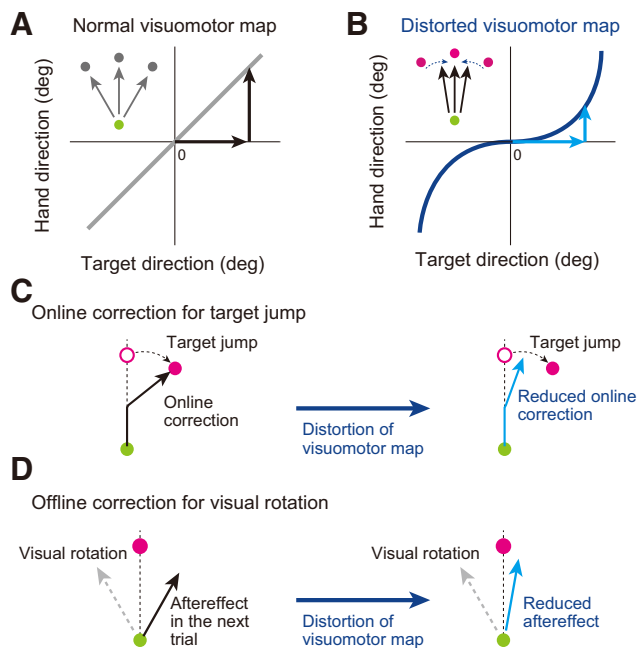 A
Normal visuomotor map
Hand direction (deg)
0
Target direction (deg)
B
Distorted visuomotor map
Hand direction (deg)
0
Target direction (deg)
C
Online correction for target jump
Target jump
Online
correction
Distortion of
visuomotor map
Target jump
Reduced online
correction
D
Offline correction for visual rotation
Visual rotation
Aftereffect
in the next
trial
Distortion of
visuomotor map
Visual rotation
Reduced
aftereffect